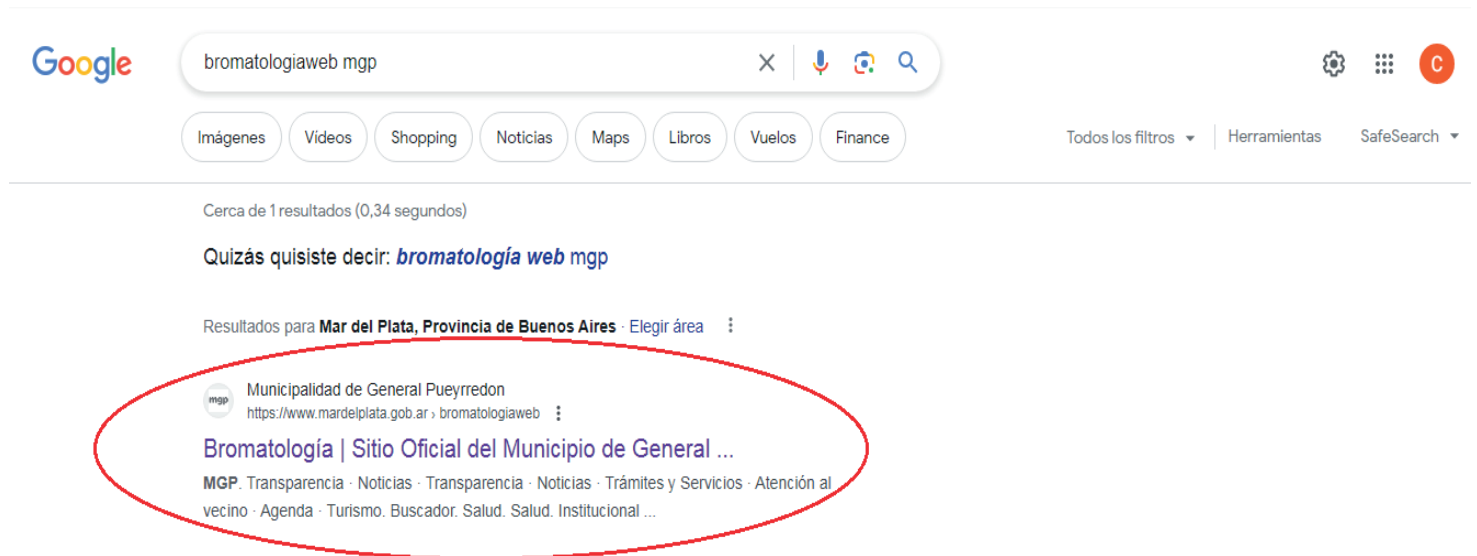 Google
bromatologiaweb mgp
C
Imágenes Vídeos Shopping Noticias Maps Libros Vuelos Finance Todos los filtros Herramientas SafeSearch
Cerca de 1 resultados (0,34 segundos)
Quizás quisiste decir: bromatología web mgp
Resultados para Mar del Plata, Provincia de Buenos Aires · Elegir área
mgp
Municipalidad de General Pueyrredon
https://www.mardelplata.gob.ar › bromatologiaweb
Bromatología | Sitio Oficial del Municipio de General ...
MGP. Transparencia · Noticias · Transparencia · Noticias · Trámites y Servicios · Atención al
vecino · Agenda · Turismo. Buscador. Salud. Salud. Institucional ...